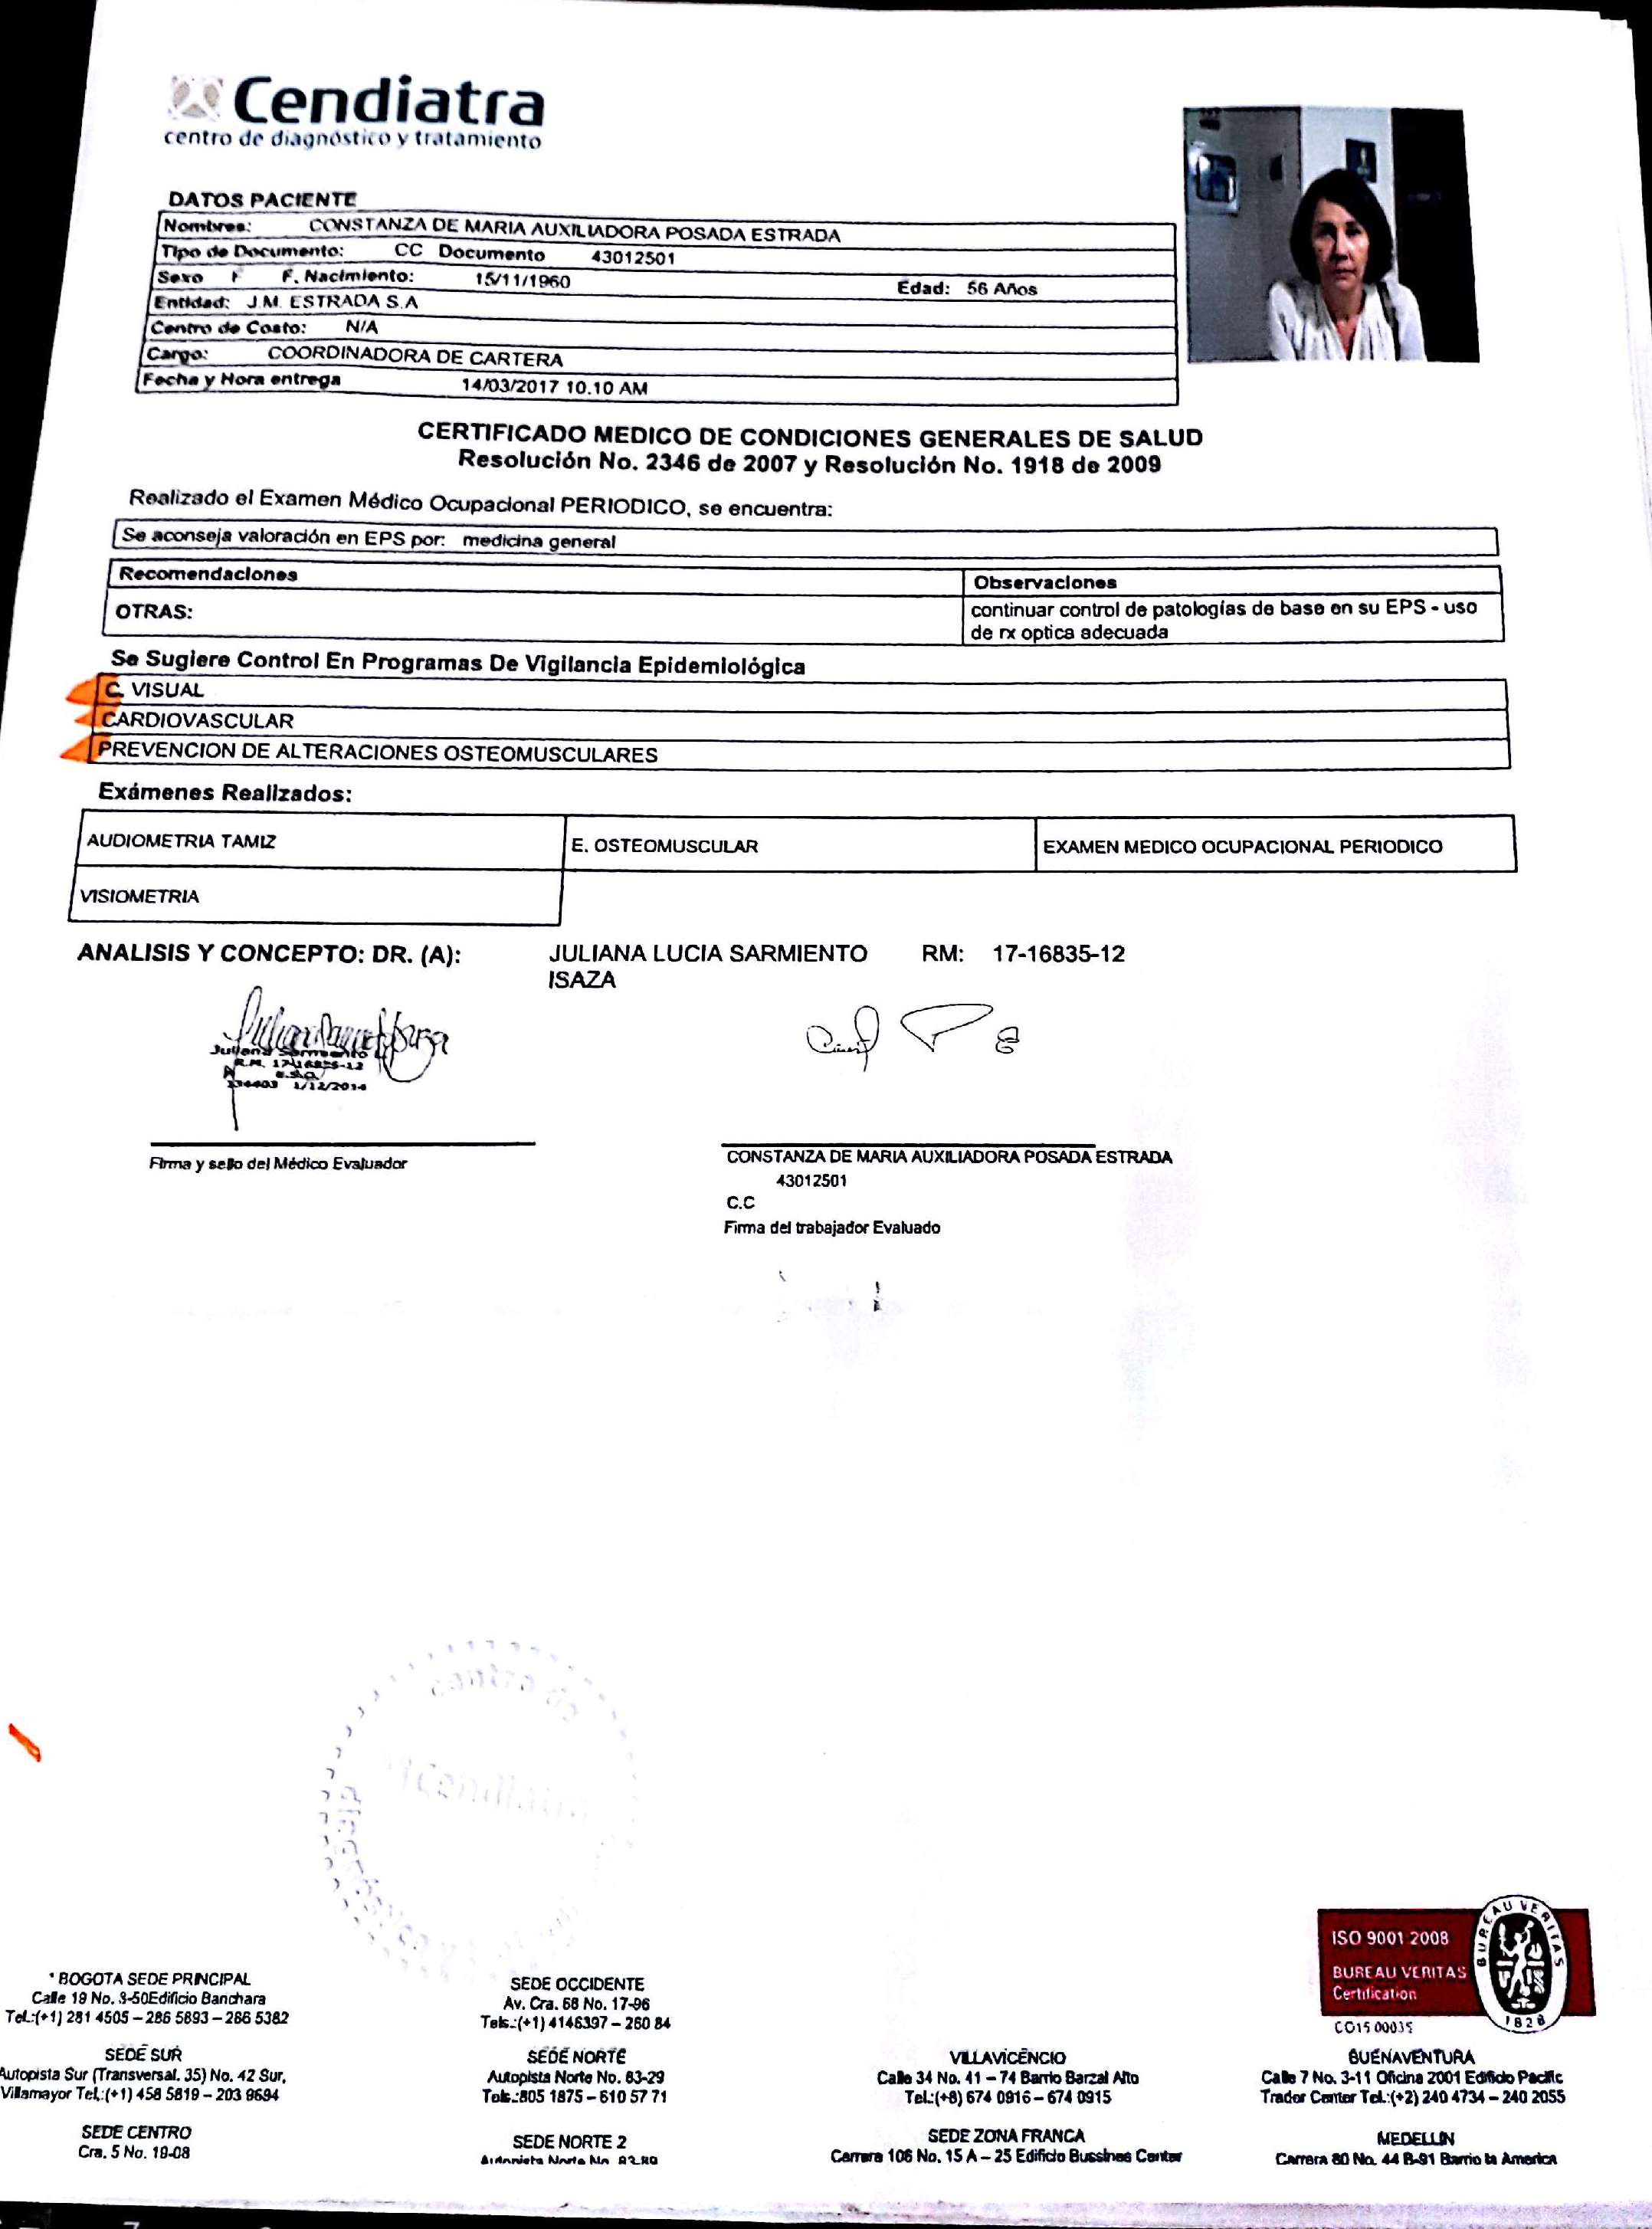 Cendiatra
centro de diagnóstico y tratamiento
DATOS PACIENTE
Nombres: CONSTANZA DE MARIA AUXILIADORA POSADA ESTRADA
Tipo de Documento: CC Documento 43012501
Sexo F F. Nacimiento: 15/11/1960 Edad: 56 Años
Entidad: J.M. ESTRADA S.A
Centro de Costo: N/A
Cargo: COORDINADORA DE CARTERA
Fecha y Hora entrega 14/03/2017 10.10 AM
CERTIFICADO MEDICO DE CONDICIONES GENERALES DE SALUD
Resolución No. 2346 de 2007 y Resolución No. 1918 de 2009
Realizado el Examen Médico Ocupacional PERIODICO, se encuentra:
Se aconseja valoración en EPS por: medicina general
Recomendaciones Observaciones
OTRAS: continuar control de patologías de base en su EPS - uso
de rx optica adecuada
Se Sugiere Control En Programas De Vigilancia Epidemiológica
C. VISUAL
CARDIOVASCULAR
PREVENCION DE ALTERACIONES OSTEOMUSCULARES
Exámenes Realizados:
AUDIOMETRIA TAMIZ E. OSTEOMUSCULAR EXAMEN MEDICO OCUPACIONAL PERIODICO
VISIOMETRIA
ANALISIS Y CONCEPTO: DR. (A): JULIANA LUCIA SARMIENTO RM: 17-16835-12
ISAZA
Juliana Sarmiento
R.M. 17-16835-12
1/12/2014
Firma y sello del Médico Evaluador
CONSTANZA DE MARIA AUXILIADORA POSADA ESTRADA
43012501
C.C
Firma del trabajador Evaluado
centro de
Cendiatra
ISO 9001 2008
BUREAU VERITAS
Certification
BUREAU VERITAS
1828
CO15 00035
* BOGOTA SEDE PRINCIPAL
Calle 19 No. 3-50Edificio Banchara
Tel.:(+1) 281 4505 – 286 5893 – 286 5382
SEDE SUR
Autopista Sur (Transversal. 35) No. 42 Sur,
Villamayor Tel.:(+1) 458 5819 – 203 9694
SEDE CENTRO
Cra. 5 No. 19-08
SEDE OCCIDENTE
Av. Cra. 68 No. 17-96
Tels.:(+1) 4146397 – 260 84
SEDE NORTE
Autopista Norte No. 83-29
Tels.:805 1875 – 610 57 71
SEDE NORTE 2
Autopista Norte No. 83-80
VILLAVICENCIO
Calle 34 No. 41 – 74 Barrio Barzal Alto
Tel.:(+8) 674 0916 – 674 0915
SEDE ZONA FRANCA
Carrera 106 No. 15 A – 25 Edificio Bussines Center
BUENAVENTURA
Calle 7 No. 3-11 Oficina 2001 Edificio Pacific
Trador Center Tel.:(+2) 240 4734 – 240 2055
MEDELLIN
Carrera 80 No. 44 B-91 Barrio la America